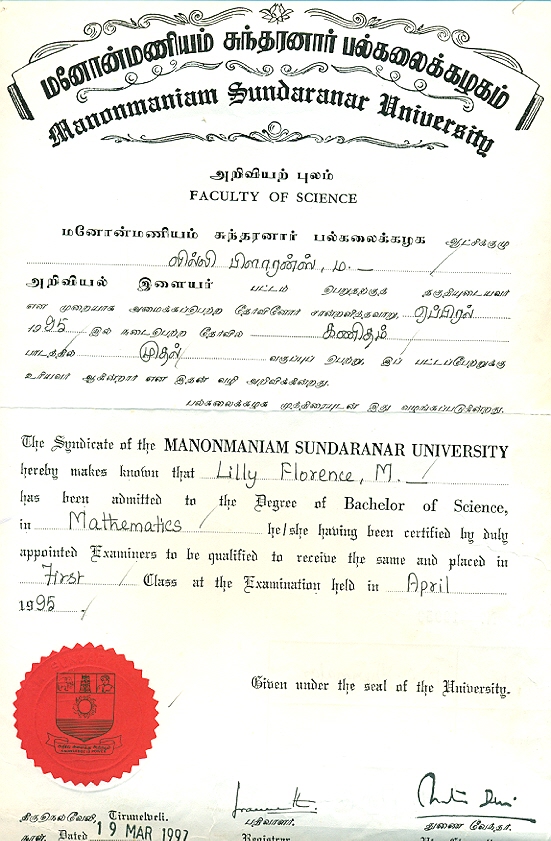 மனோன்மணியம் சுந்தரனார் பல்கலைக்கழகம்
Manonmaniam Sundaranar University
அறிவியற் புலம்
FACULTY OF SCIENCE
மனோன்மணியம் சுந்தரனார் பல்கலைக்கழக ஆட்சிக்குழு
லில்லி பிளாரன்ஸ், ம.
அறிவியல் இளையர் பட்டம் பெறுதற்குத் தகுதியுடையவர்
என முறையாக அமைக்கப்பெற்ற தேர்வினோர் சான்றளித்தவாறு, ஏப்பிரல்
1995 இல் நடைபெற்ற தேர்வில் கணிதம்
பாடத்தில் முதல் வகுப்புப் பெற்று, இப் பட்டப்பேற்றுக்கு
உரியவர் ஆகின்றார் என இதன் வழி அறிவிக்கின்றது.
பல்கலைக்கழக முத்திரையுடன் இது வழங்கப்படுகின்றது.
The Syndicate of the MANONMANIAM SUNDARANAR UNIVERSITY
hereby makes known that Lilly Florence, M.
has been admitted to the Degree of Bachelor of Science,
in Mathematics he/she having been certified by duly
appointed Examiners to be qualified to receive the same and placed in
First Class at the Examination held in April
1995.
Given under the seal of the University.
திருநெல்வேலி, Tirunelveli.
நாள். Dated 19 MAR 1997
பதிவாளர்.
Registrar
துணை வேந்தர்.